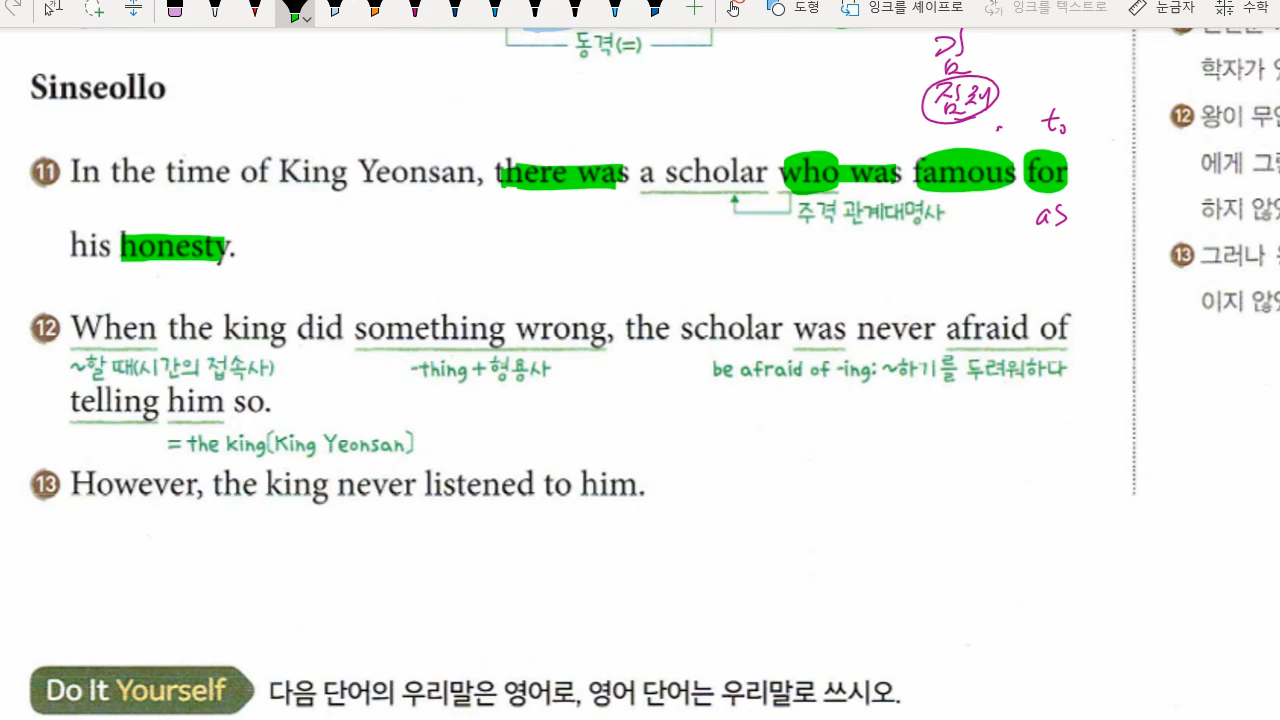 도형 잉크를 셰이프로 잉크를 텍스트로 눈금자 수학
동격(=)
Sinseollo
짐 to
⑪ In the time of King Yeonsan, there was a scholar who was famous for
주격 관계대명사 as
his honesty.
⑫ When the king did something wrong, the scholar was never afraid of
~할 때(시간의 접속사) -thing+형용사 be afraid of -ing: ~하기를 두려워하다
telling him so.
= the king(King Yeonsan)
⑬ However, the king never listened to him.
학자가
⑫ 왕이
에게
하지
⑬ 그러나
이지
Do It Yourself 다음 단어의 우리말은 영어로, 영어 단어는 우리말로 쓰시오.